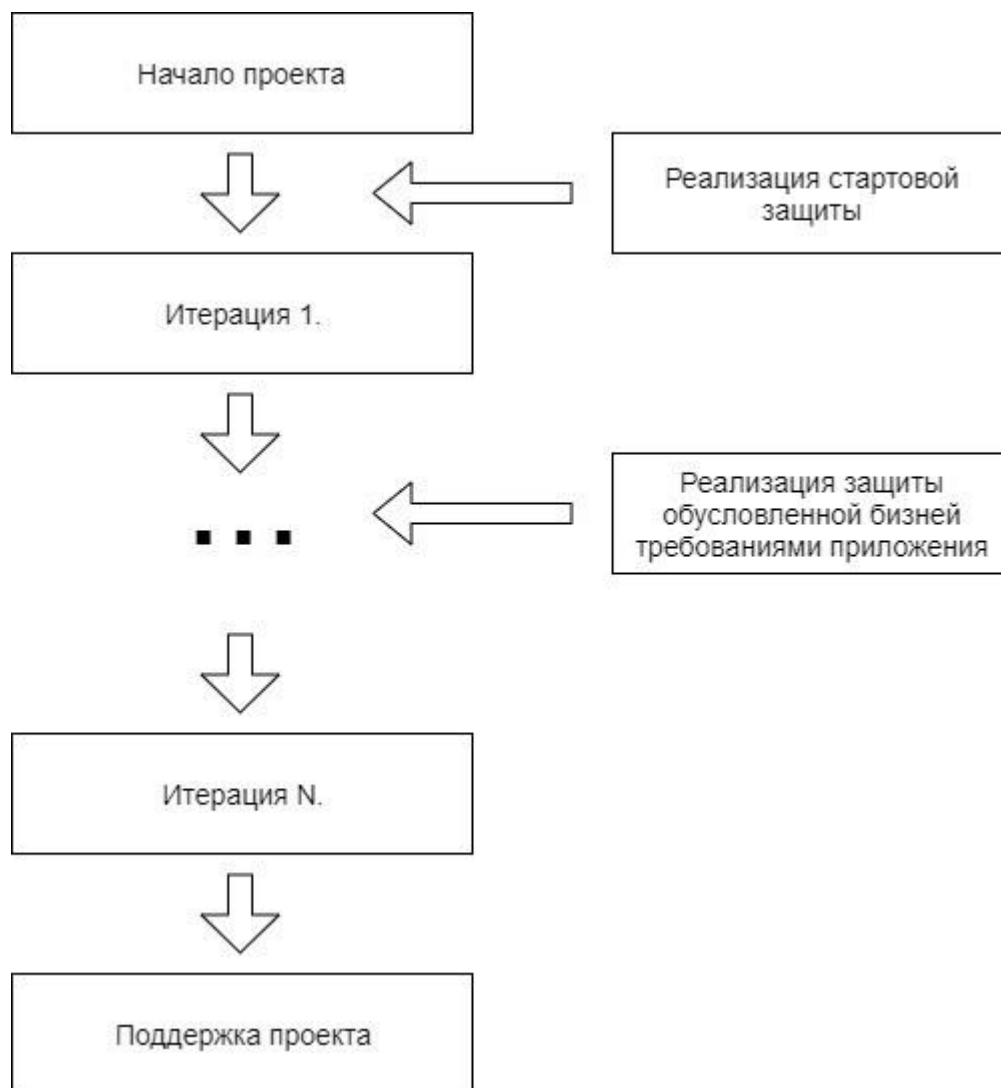 Начало проекта
Реализация стартовой
защиты
Итерация 1.
Реализация защиты
обусловленной бизней
требованиями приложения
Итерация N.
Поддержка проекта